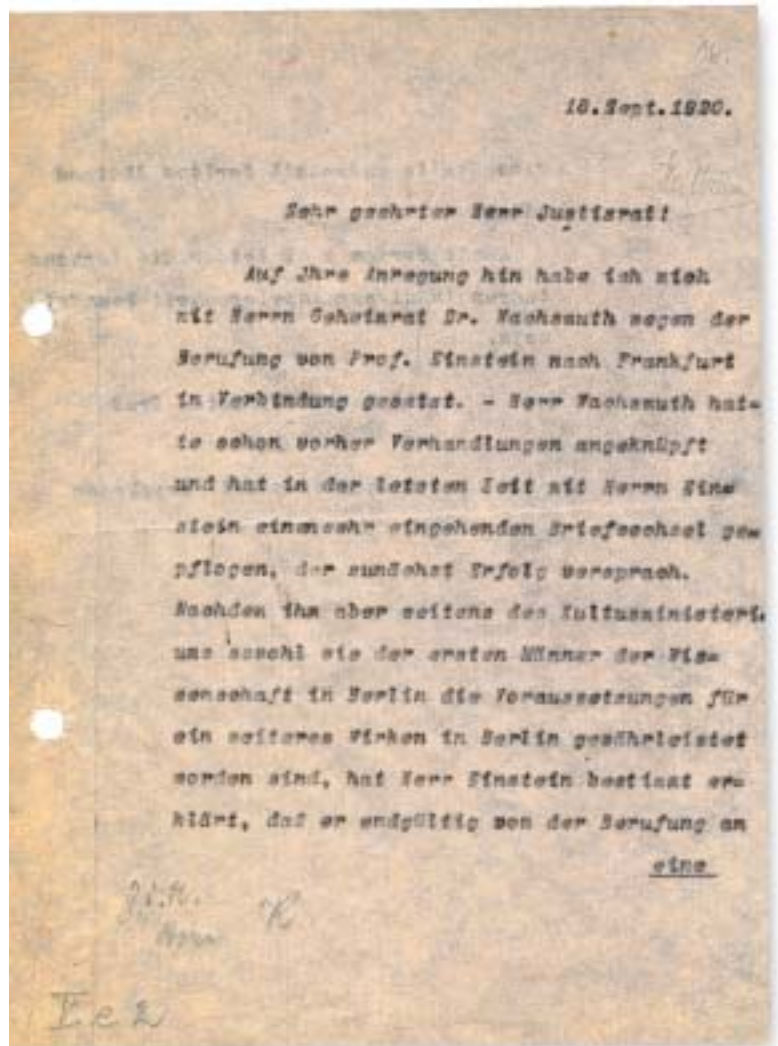 18.Sept.1920.
Sehr geehrter Herr Justizrat!
Auf Jhre Anregung hin habe ich mich
mit Herrn Geheimrat Dr. Wachsmuth wegen der
Berufung von Prof. Einstein nach Frankfurt
in Verbindung gesetzt. - Herr Wachsmuth hat-
te schon vorher Verhandlungen angeknüpft
und hat in der letzten Zeit mit Herrn Ein-
stein einensehr eingehenden Briefwechsel ge-
pflogen, der zunächst Erfolg versprach.
Nachdem ihm aber seitens des Kultusministeri-
ums sowohl wie der ersten Männer der Wis-
senschaft in Berlin die Voraussetzungen für
ein weiteres Wirken in Berlin gewährleistet
worden sind, hat Herr Einstein bestimmt er-
klärt, daß er endgültig von der Berufung an
eine
I e 2